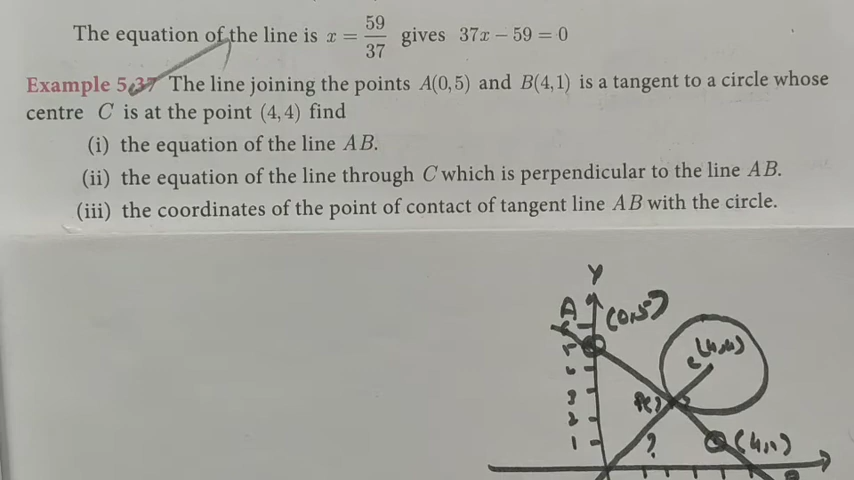 The equation of the line is x = 59/37 gives 37x − 59 = 0
Example 5.37 The line joining the points A(0,5) and B(4,1) is a tangent to a circle whose
centre C is at the point (4,4) find
(i) the equation of the line AB.
(ii) the equation of the line through C which is perpendicular to the line AB.
(iii) the coordinates of the point of contact of tangent line AB with the circle.
Y
A (0,5)
5
C (4,4)
3
P( )
2
1 ? (4,1)
B